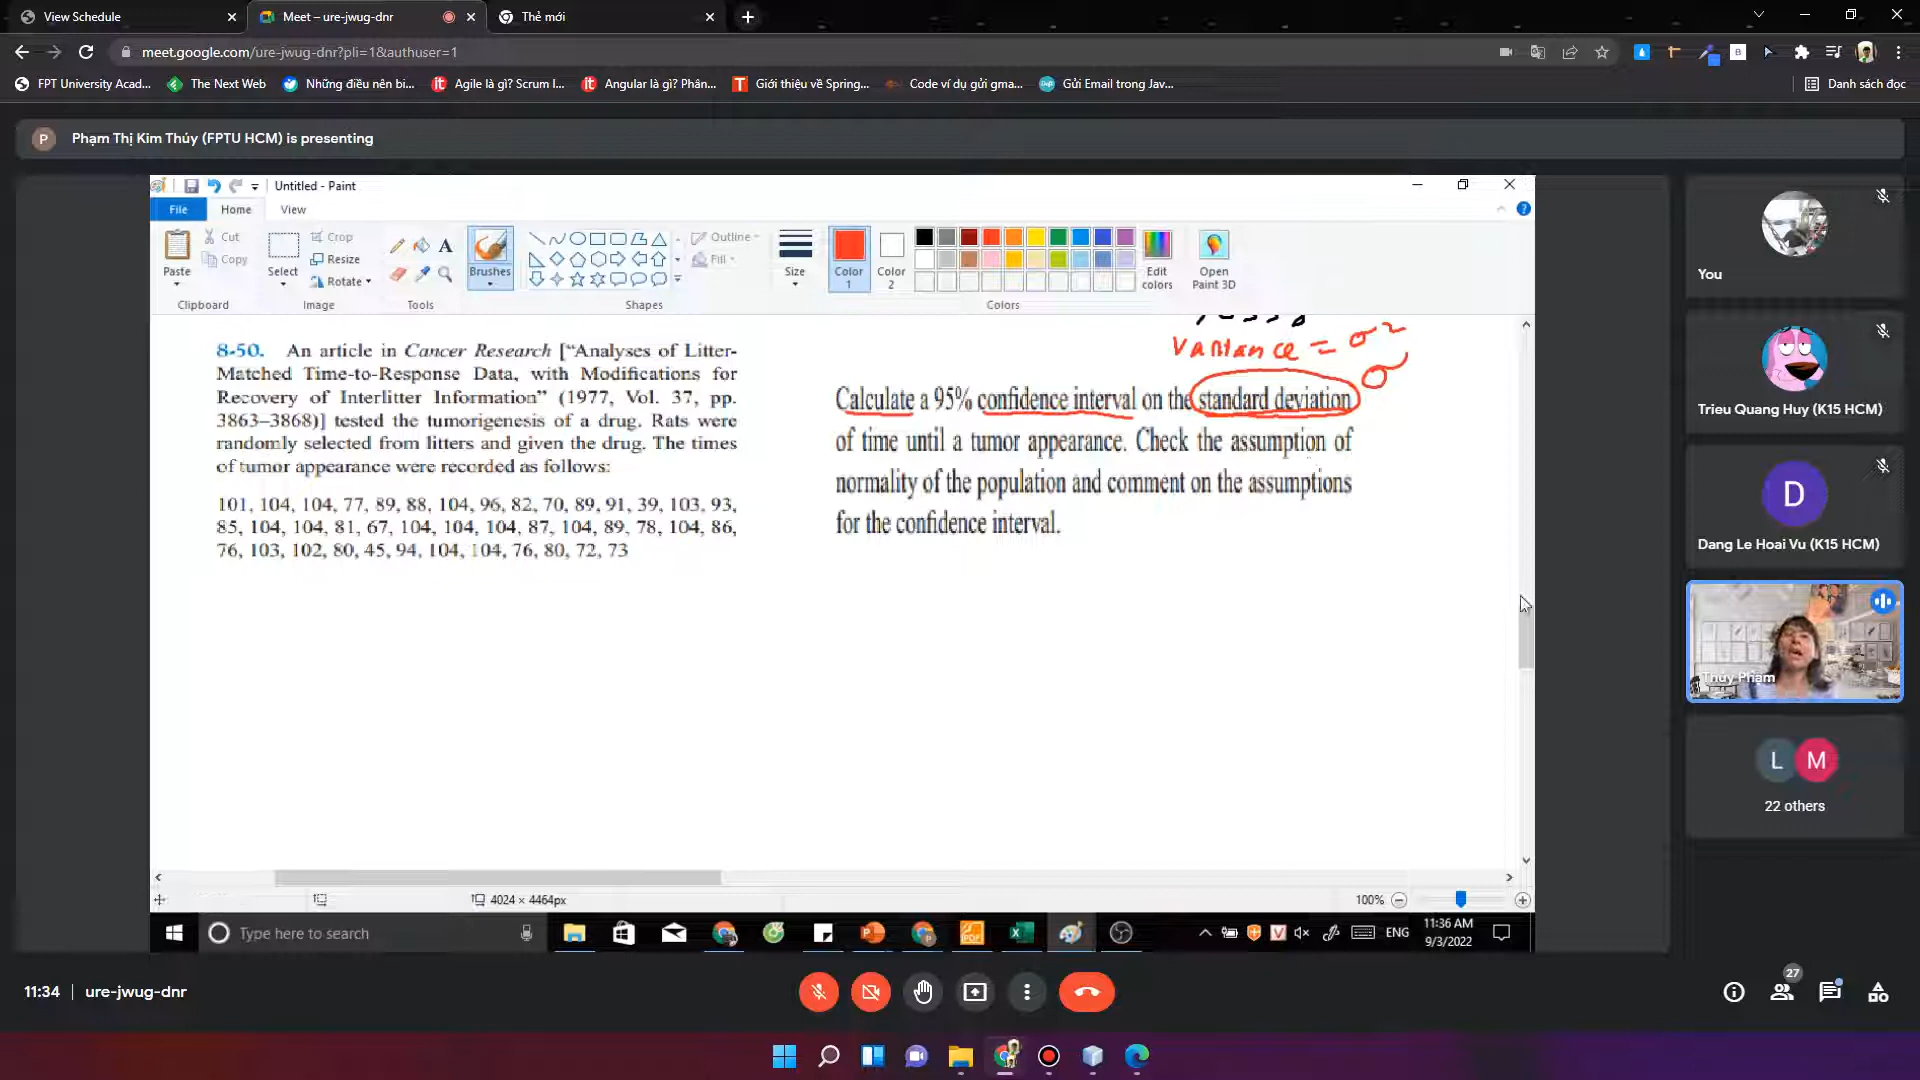 View Schedule
Meet – ure-jwug-dnr
Thẻ mới
meet.google.com/ure-jwug-dnr?pli=1&authuser=1
FPT University Acad...
The Next Web
Những điều nên bi...
Agile là gì? Scrum l...
Angular là gì? Phân...
Giới thiệu về Spring...
Code ví dụ gửi gma...
Gửi Email trong Jav...
Danh sách đọc
P
Phạm Thị Kim Thúy (FPTU HCM) is presenting
Untitled - Paint
File
Home
View
Paste
Cut
Copy
Clipboard
Select
Crop
Resize
Rotate
Image
A
Tools
Brushes
Shapes
Outline
Fill
Size
Color
1
Color
2
Colors
Edit
colors
Open
Paint 3D
8-50. An article in Cancer Research [“Analyses of Litter-
Matched Time-to-Response Data, with Modifications for
Recovery of Interlitter Information” (1977, Vol. 37, pp.
3863–3868)] tested the tumorigenesis of a drug. Rats were
randomly selected from litters and given the drug. The times
of tumor appearance were recorded as follows:
101, 104, 104, 77, 89, 88, 104, 96, 82, 70, 89, 91, 39, 103, 93,
85, 104, 104, 81, 67, 104, 104, 104, 87, 104, 89, 78, 104, 86,
76, 103, 102, 80, 45, 94, 104, 104, 76, 80, 72, 73
Variance = σ²
σ
Calculate a 95% confidence interval on the standard deviation
of time until a tumor appearance. Check the assumption of
normality of the population and comment on the assumptions
for the confidence interval.
4024 × 4464px
100%
Type here to search
ENG
11:36 AM
9/3/2022
You
Trieu Quang Huy (K15 HCM)
D
Dang Le Hoai Vu (K15 HCM)
Thuy Pham
L
M
22 others
11:34 | ure-jwug-dnr
27